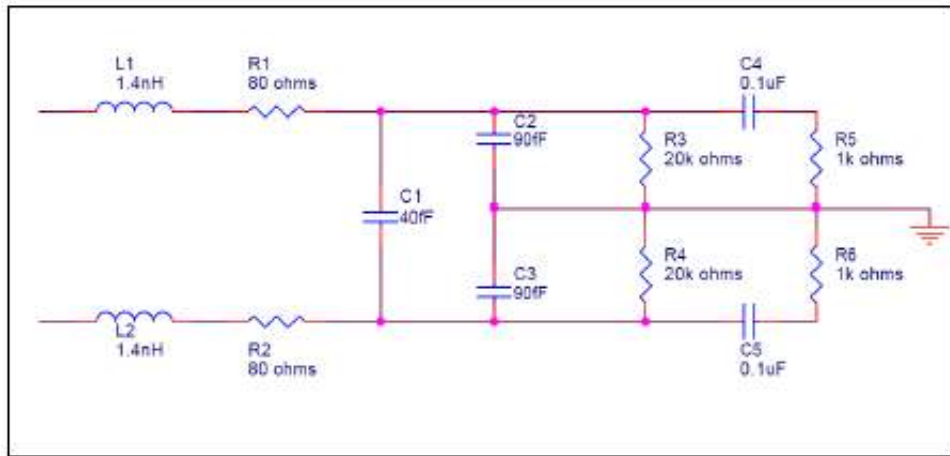 L1
1.4nH
R1
80 ohms
C4
0.1uF
C2
90fF
R3
20k ohms
R5
1k ohms
C1
40fF
C3
90fF
R4
20k ohms
R6
1k ohms
L2
1.4nH
R2
80 ohms
C5
0.1uF